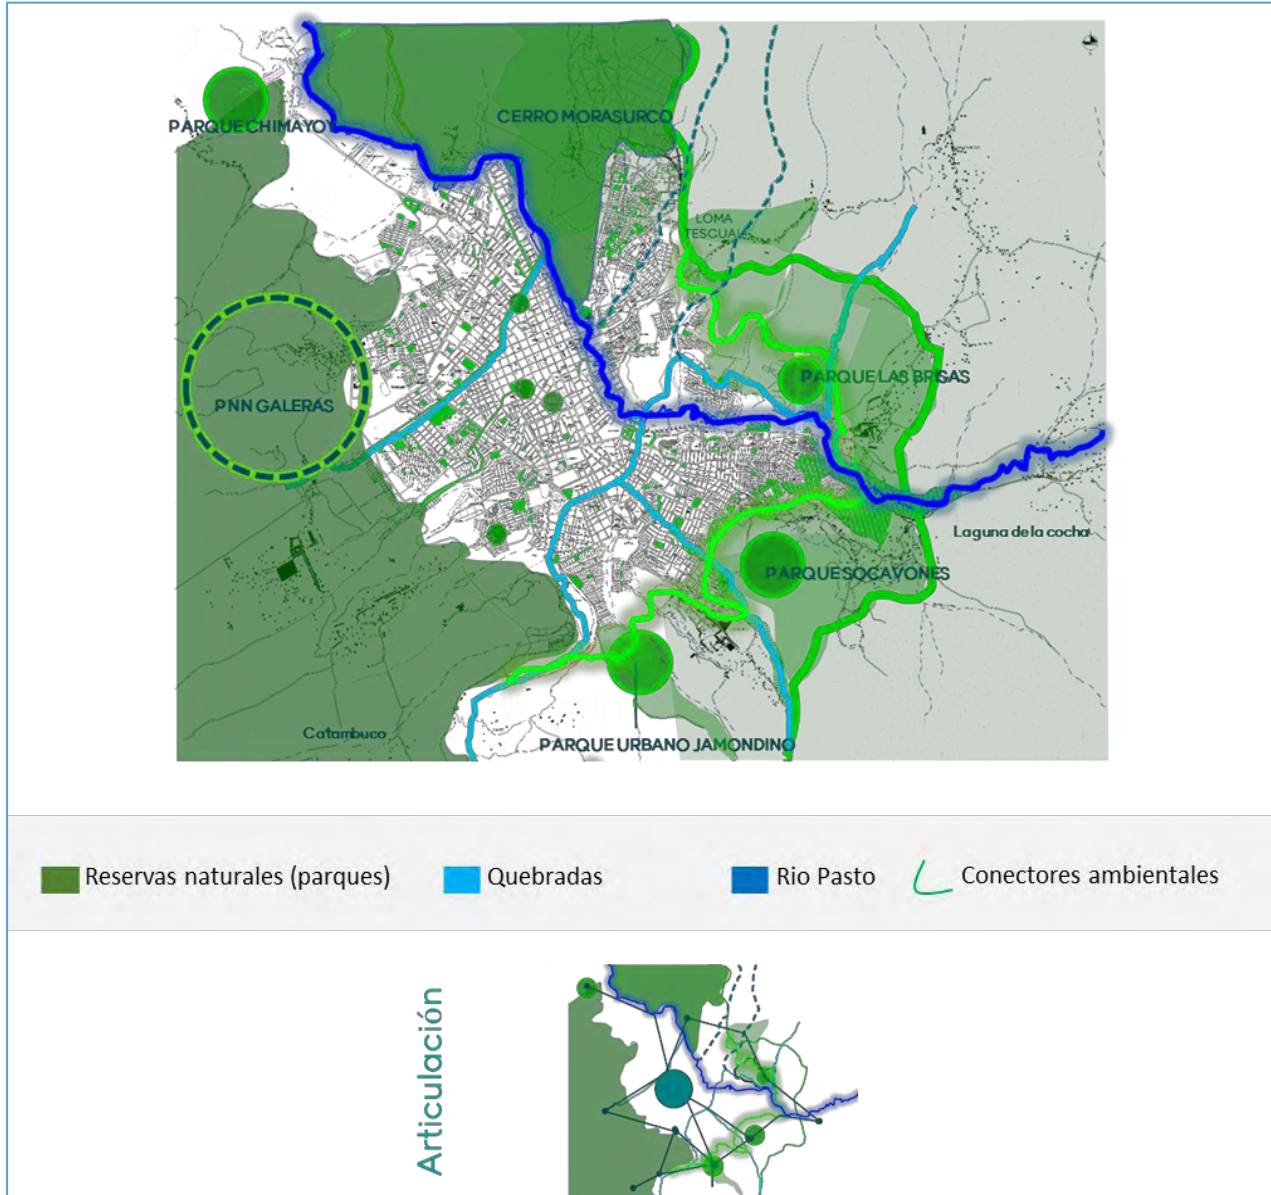 CERRO MORASURCO
PARQUE CHIMAYOY
LOMA
TESCUAL
PARQUE LAS BRISAS
PNN GALERAS
Laguna de la cocha
PARQUE SOCAVONES
Catambuco
PARQUE URBANO JAMONDINO
Reservas naturales (parques)
Quebradas
Rio Pasto
Conectores ambientales
Articulación